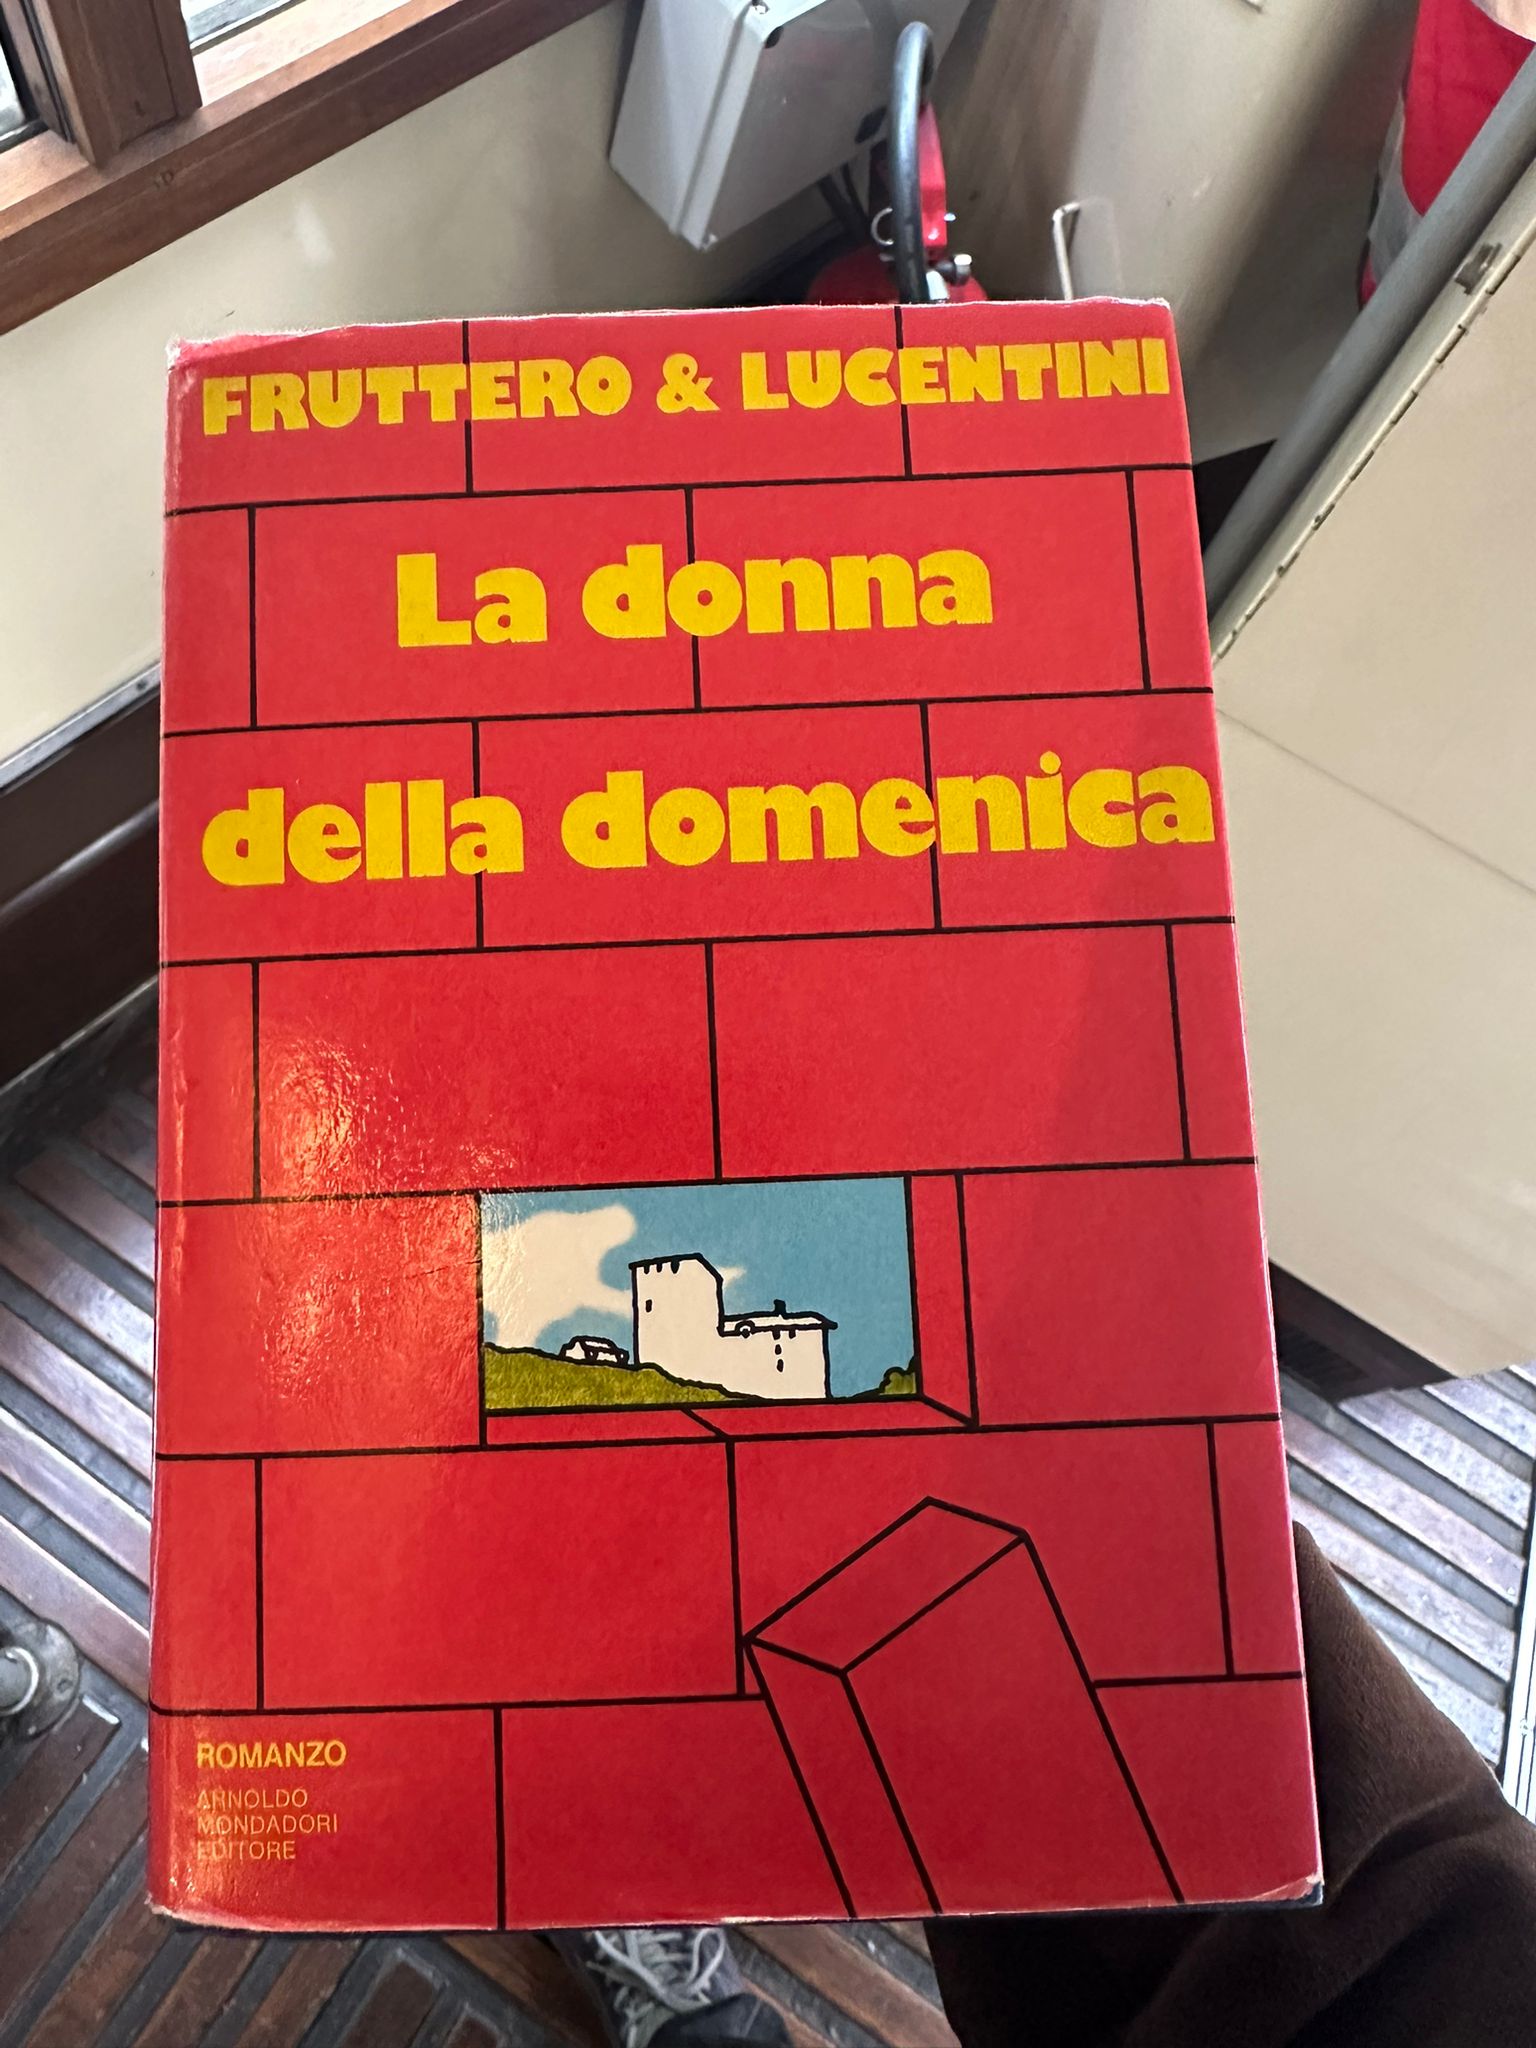 FRUTTERO & LUCENTINI
La donna
della domenica
ROMANZO
ARNOLDO
MONDADORI
EDITORE